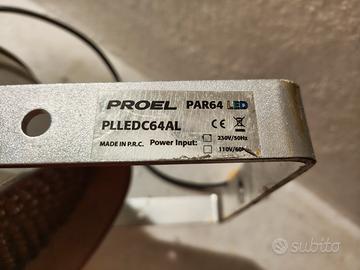 PROEL PAR64 LED
PLLEDC64AL
230V/50Hz
MADE IN P.R.C. Power Input:
110V/60Hz
subito